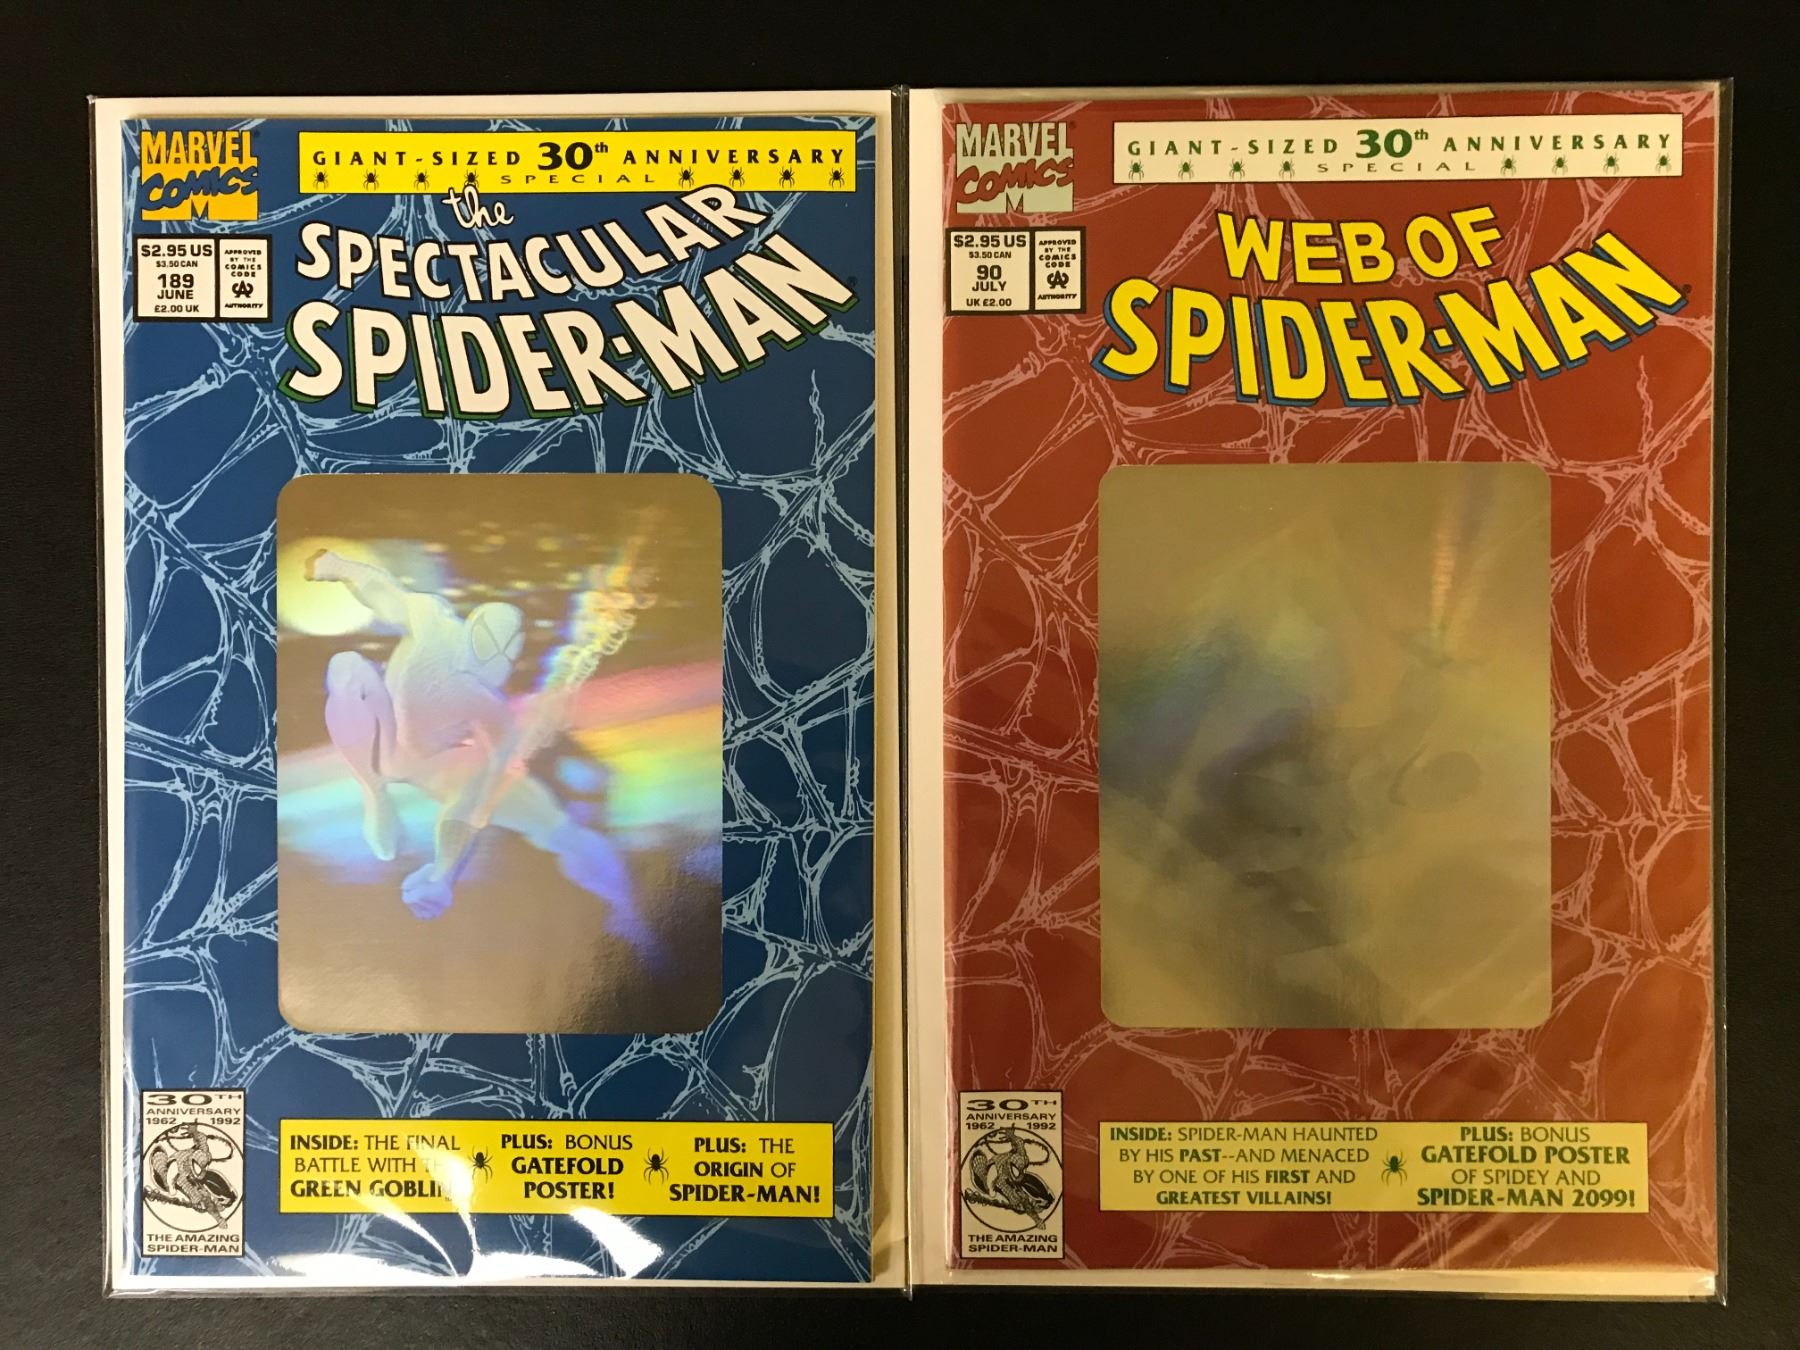 MARVEL
COMICS
M
GIANT-SIZED 30th ANNIVERSARY
SPECIAL
$2.95 US
$3.50 CAN
189
JUNE
£2.00 UK
APPROVED
BY THE
COMICS
CODE
CA
AUTHORITY
the
SPECTACULAR
SPIDER-MAN
30TH
ANNIVERSARY
1962 1992
THE AMAZING
SPIDER-MAN
INSIDE: THE FINAL
BATTLE WITH
GREEN GOBLIN
PLUS: BONUS
GATEFOLD
POSTER!
PLUS: THE
ORIGIN OF
SPIDER-MAN!
MARVEL
COMICS
M
GIANT-SIZED 30th ANNIVERSARY
SPECIAL
$2.95 US
$3.50 CAN
90
JULY
UK £2.00
APPROVED
BY THE
COMICS
CODE
CA
AUTHORITY
WEB OF
SPIDER-MAN
30TH
ANNIVERSARY
1962 1992
THE AMAZING
SPIDER-MAN
INSIDE: SPIDER-MAN HAUNTED
BY HIS PAST--AND MENACED
BY ONE OF HIS FIRST AND
GREATEST VILLAINS!
PLUS: BONUS
GATEFOLD POSTER
OF SPIDEY AND
SPIDER-MAN 2099!